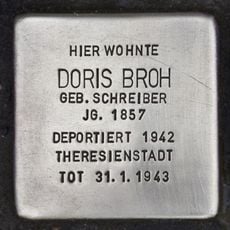 HIER WOHNTE
DORIS BROH
GEB. SCHREIBER
JG. 1857
DEPORTIERT 1942
THERESIENSTADT
TOT 31.1.1943